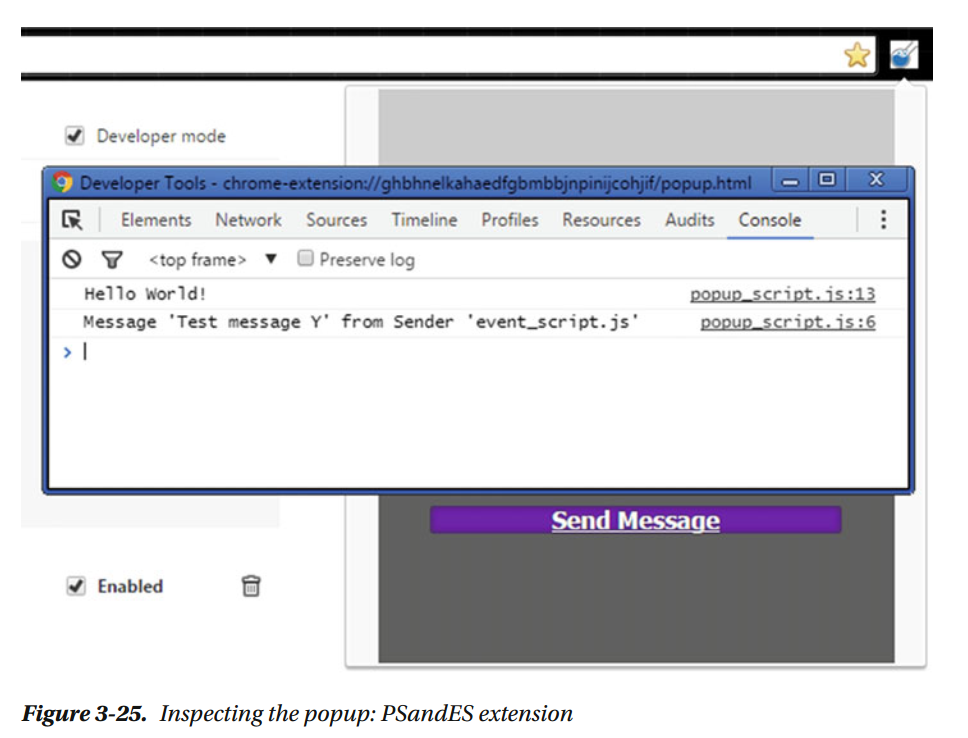 Developer mode
Developer Tools - chrome-extension://ghbhnelkahaedfgbmbbjnpinijcohjif/popup.html
Elements Network Sources Timeline Profiles Resources Audits Console
<top frame> ▼ Preserve log
Hello World! popup_script.js:13
Message 'Test message Y' from Sender 'event_script.js' popup_script.js:6
>
Send Message
Enabled
Figure 3-25. Inspecting the popup: PSandES extension